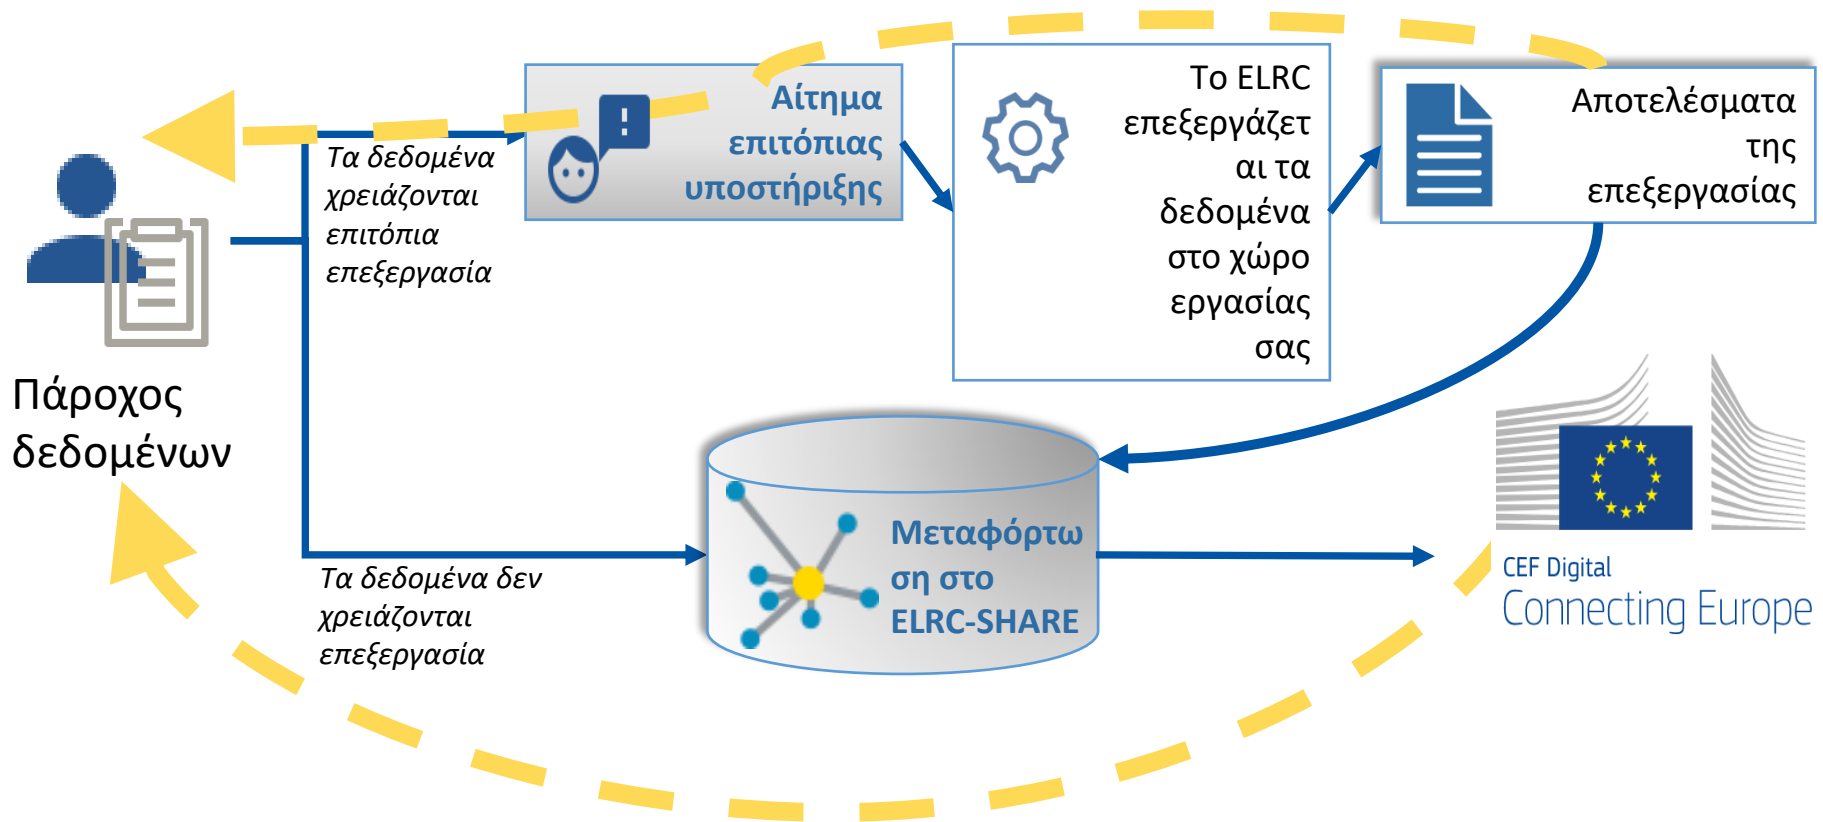 Πάροχος
δεδομένων
Τα δεδομένα
χρειάζονται
επιτόπια
επεξεργασία
Αίτημα
επιτόπιας
υποστήριξης
Το ELRC
επεξεργάζετ
αι τα
δεδομένα
στο χώρο
εργασίας
σας
Αποτελέσματα
της
επεξεργασίας
Τα δεδομένα δεν
χρειάζονται
επεξεργασία
Μεταφόρτω
ση στο
ELRC-SHARE
CEF Digital
Connecting Europe